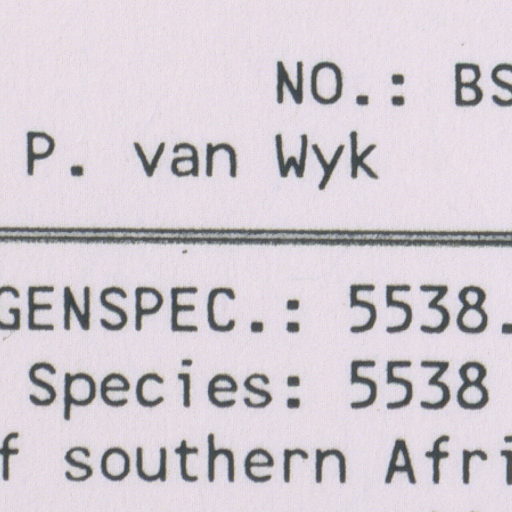 NO.: BS
P. van Wyk
GENSPEC.: 5538.
Species: 5538
f southern Afri